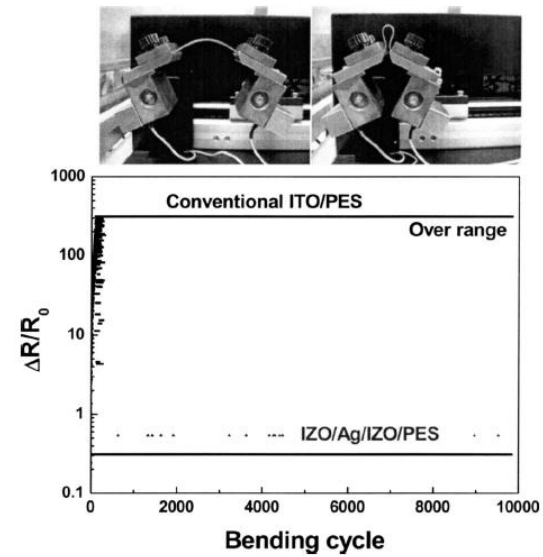 1000
Conventional ITO/PES
Over range
100
10
1
IZO/Ag/IZO/PES
0.1
ΔR/R₀
0 2000 4000 6000 8000 10000
Bending cycle